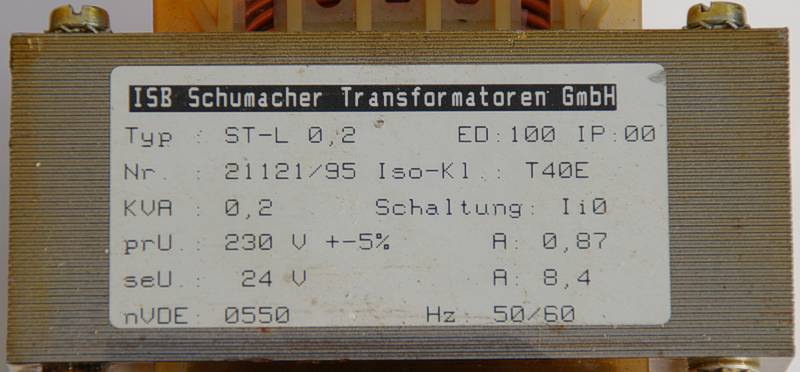 ISB Schumacher Transformatoren GmbH
Typ : ST-L 0,2 ED:100 IP:00
Nr. : 21121/95 Iso-Kl.: T40E
KVA : 0,2 Schaltung: Ii0
prU.: 230 V +-5% A: 0,87
seU.: 24 V A: 8,4
nVDE: 0550 Hz: 50/60